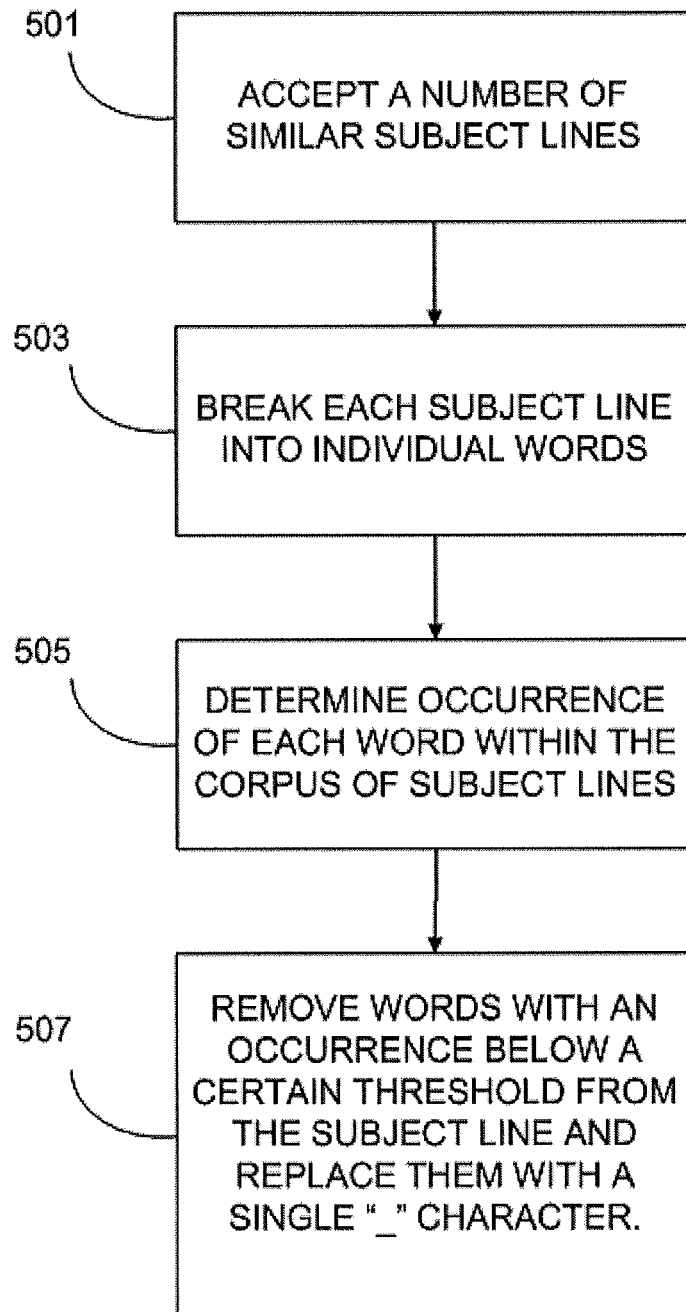 501
ACCEPT A NUMBER OF
SIMILAR SUBJECT LINES
503
BREAK EACH SUBJECT LINE
INTO INDIVIDUAL WORDS
505
DETERMINE OCCURRENCE
OF EACH WORD WITHIN THE
CORPUS OF SUBJECT LINES
507
REMOVE WORDS WITH AN
OCCURRENCE BELOW A
CERTAIN THRESHOLD FROM
THE SUBJECT LINE AND
REPLACE THEM WITH A
SINGLE “_” CHARACTER.